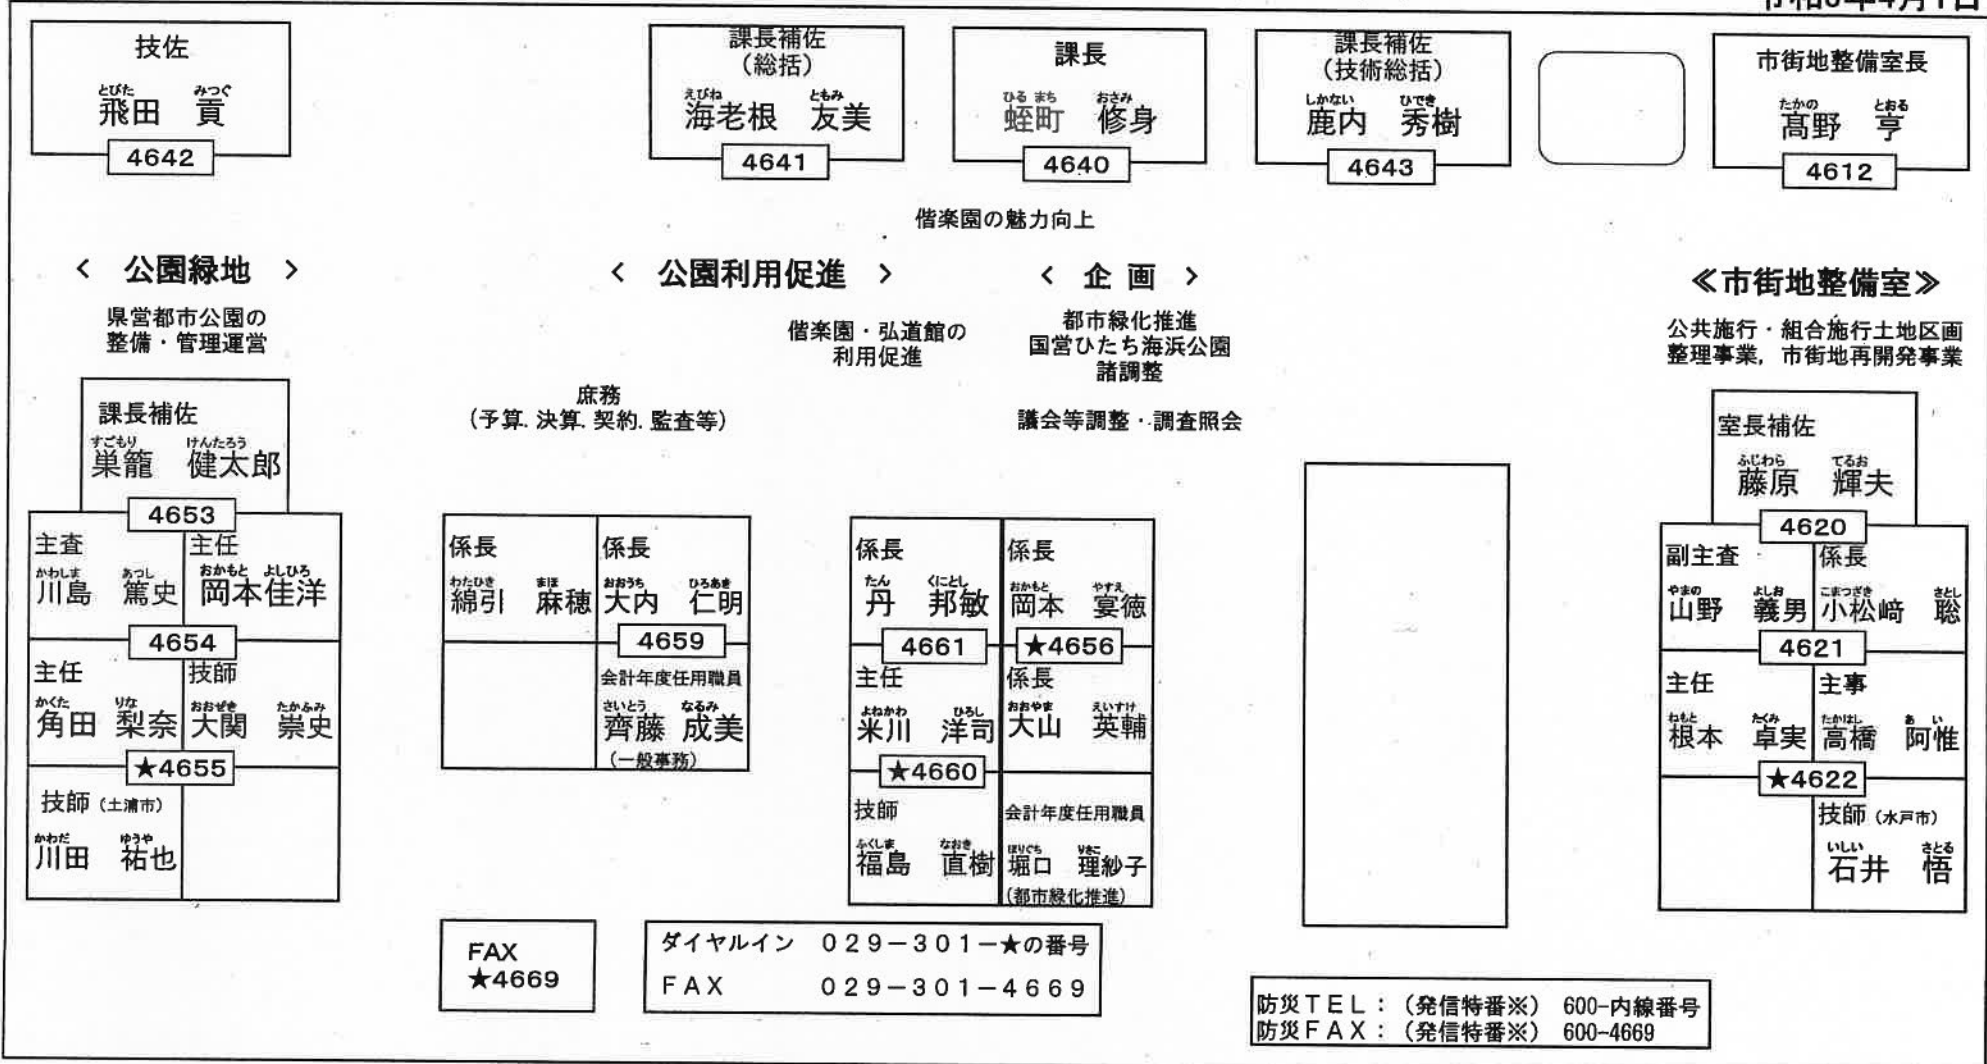 技佐
とびた みつぐ
飛田 貢
4642
課長補佐
（総括）
えびね ともみ
海老根 友美
4641
課長
ひる まち おさみ
蛭町 修身
4640
課長補佐
（技術総括）
しかない ひでき
鹿内 秀樹
4643
市街地整備室長
たかの とおる
髙野 亨
4612
偕楽園の魅力向上
＜ 公園緑地 ＞
県営都市公園の
整備・管理運営
＜ 公園利用促進 ＞
偕楽園・弘道館の
利用促進
庶務
（予算．決算．契約．監査等）
＜ 企 画 ＞
都市緑化推進
国営ひたち海浜公園
諸調整
議会等調整・調査照会
≪市街地整備室≫
公共施行・組合施行土地区画
整理事業，市街地再開発事業
課長補佐
すごもり けんたろう
巣籠 健太郎
4653
主査
かわしま あつし
川島 篤史
主任
おかもと よしひろ
岡本佳洋
4654
主任
かくた りな
角田 梨奈
技師
おおぜき たかふみ
大関 崇史
★4655
技師（土浦市）
かわだ ゆうや
川田 祐也
係長
わたひき まほ
綿引 麻穂
係長
おおうち ひろあき
大内 仁明
4659
会計年度任用職員
さいとう なるみ
齊藤 成美
（一般事務）
係長
たん くにとし
丹 邦敏
4661
係長
おかもと やすえ
岡本 宴徳
★4656
主任
よねかわ ひろし
米川 洋司
係長
おおやま えいすけ
大山 英輔
★4660
技師
ふくしま なおき
福島 直樹
会計年度任用職員
ほりぐち りさこ
堀口 理紗子
（都市緑化推進）
室長補佐
ふじわら てるお
藤原 輝夫
4620
副主査
やまの よしお
山野 義男
係長
こまつざき さとし
小松﨑 聡
4621
主任
ねもと たくみ
根本 卓実
主事
たかはし あ い
高橋 阿惟
★4622
技師（水戸市）
いしい さとる
石井 悟
FAX
★4669
ダイヤルイン ０２９－３０１－★の番号
ＦＡＸ ０２９－３０１－４６６９
防災ＴＥＬ：（発信特番※） 600-内線番号
防災ＦＡＸ：（発信特番※） 600-4669